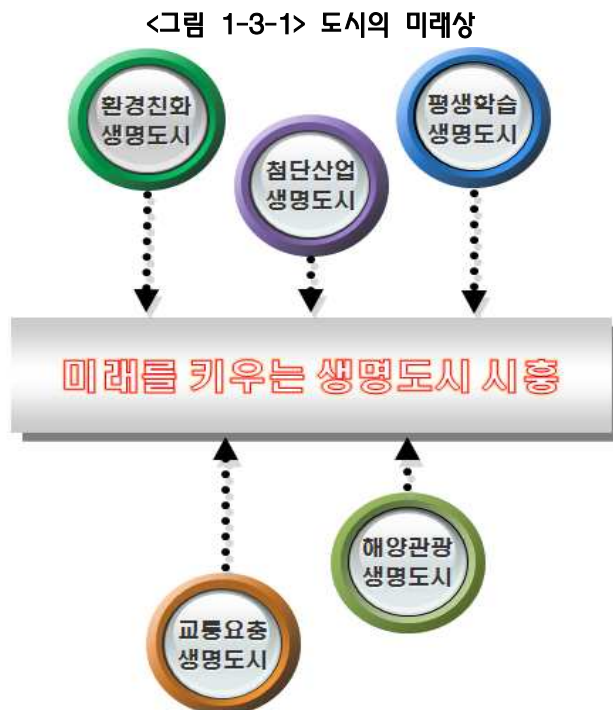 <그림 1-3-1> 도시의 미래상
환경친화
생명도시
첨단산업
생명도시
평생학습
생명도시
미래를 키우는 생명도시 시흥
교통요충
생명도시
해양관광
생명도시